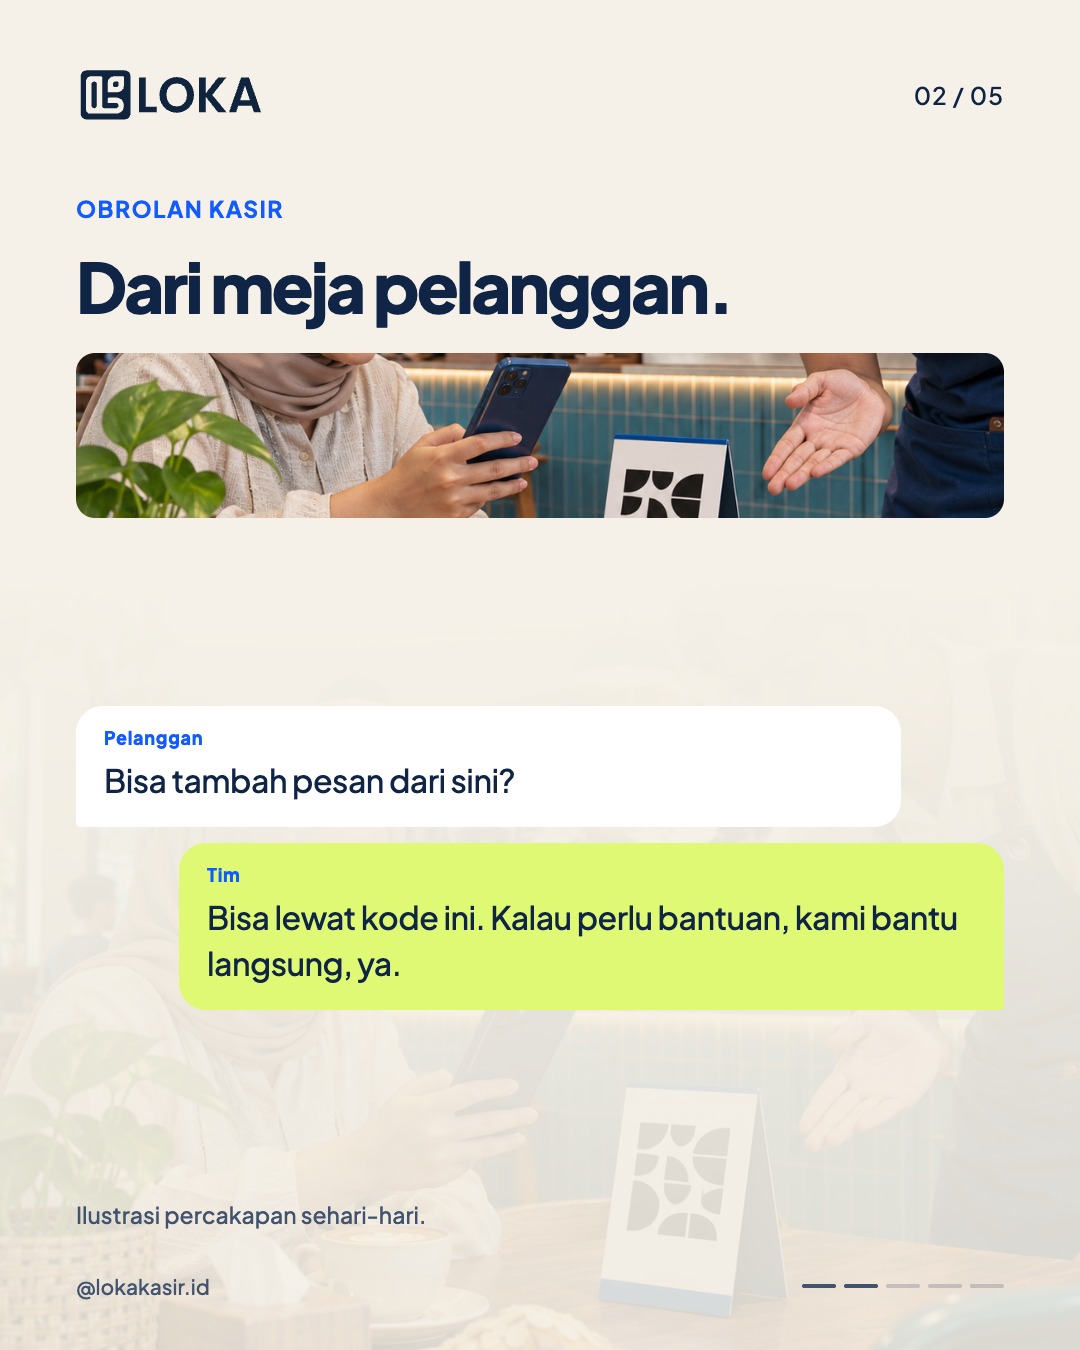 LOKA
02 / 05
OBROLAN KASIR
Dari meja pelanggan.
Pelanggan
Bisa tambah pesan dari sini?
Tim
Bisa lewat kode ini. Kalau perlu bantuan, kami bantu
langsung, ya.
Ilustrasi percakapan sehari-hari.
@lokakasir.id